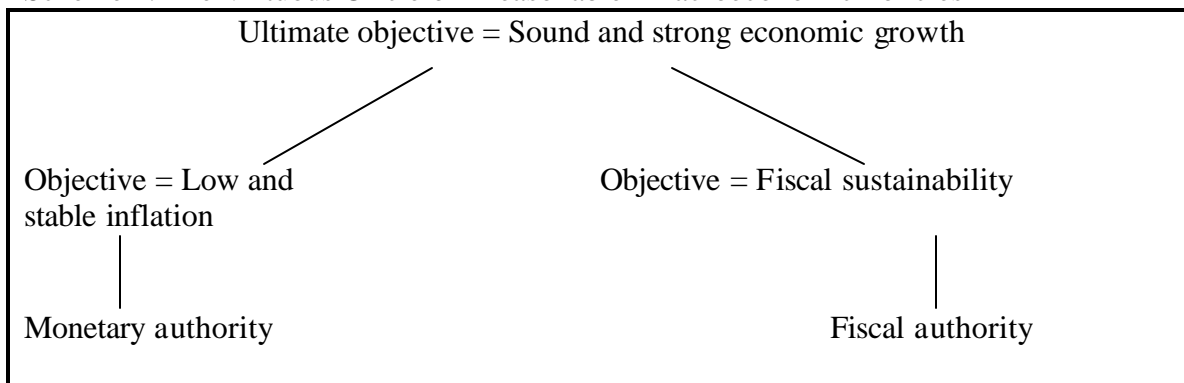 Ultimate objective = Sound and strong economic growth
Objective = Low and stable inflation
Objective = Fiscal sustainability
Monetary authority
Fiscal authority